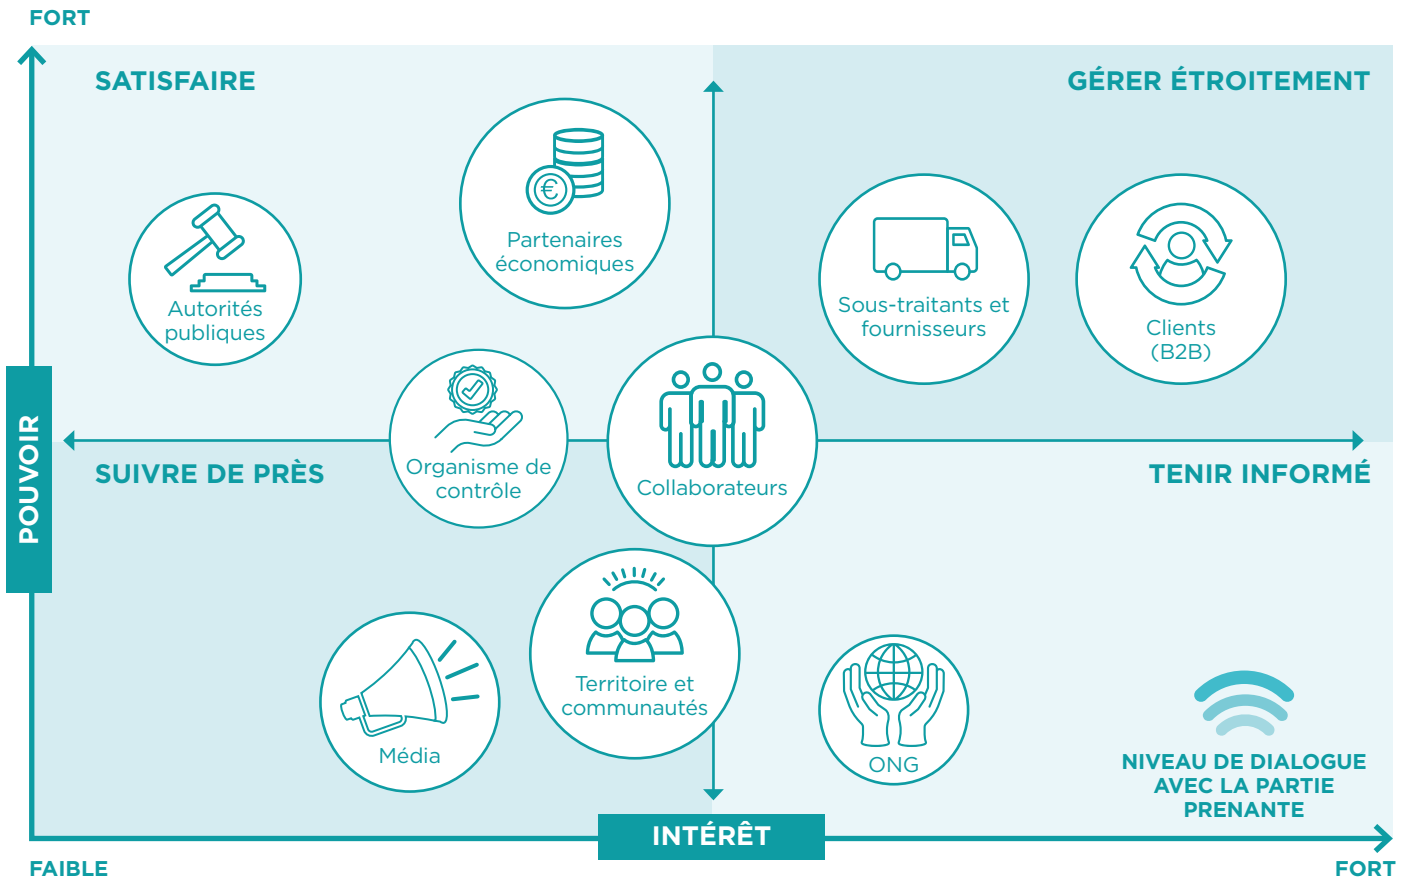 FORT
SATISFAIRE
GÉRER ÉTROITEMENT
Partenaires
économiques
Autorités
publiques
Sous-traitants et
fournisseurs
Clients
(B2B)
POUVOIR
Organisme de
contrôle
Collaborateurs
SUIVRE DE PRÈS
TENIR INFORMÉ
Territoire et
communautés
Média
ONG
NIVEAU DE DIALOGUE
AVEC LA PARTIE
PRENANTE
INTÉRÊT
FAIBLE
FORT